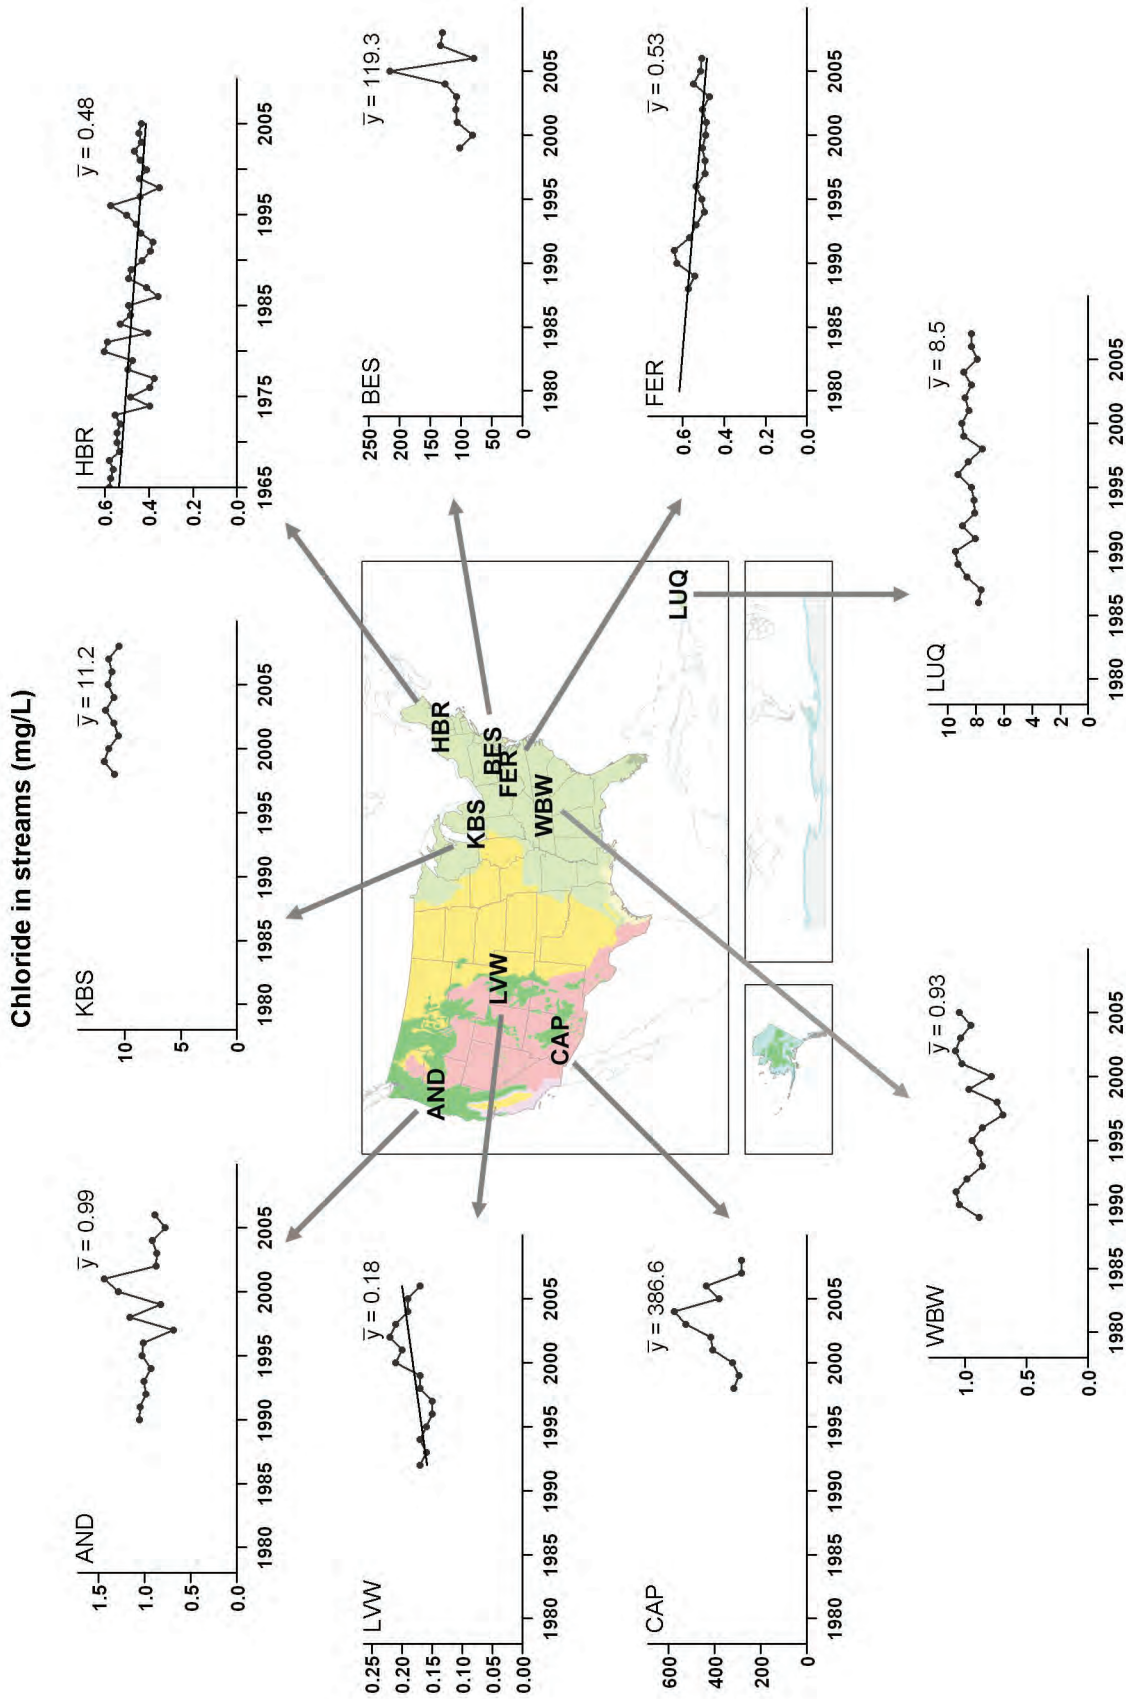 Chloride in streams (mg/L)
AND
y̅ = 0.99
1.5
1.0
0.5
0.0
1980 1985 1990 1995 2000 2005
KBS
y̅ = 11.2
10
5
1980 1985 1990 1995 2000 2005
HBR
y̅ = 0.48
0.6
0.4
0.2
0.0
1965 1975 1985 1995 2005
LVW
y̅ = 0.18
0.25
0.20
0.15
0.10
0.05
0.00
1980 1985 1990 1995 2000 2005
AND
LVW
CAP
KBS
HBR
BES
FER
WBW
LUQ
BES
y̅ = 119.3
250
200
150
100
50
0
1980 1985 1990 1995 2000 2005
CAP
y̅ = 386.6
600
400
200
0
1980 1985 1990 1995 2000 2005
FER
y̅ = 0.53
0.6
0.4
0.2
0.0
1980 1985 1990 1995 2000 2005
WBW
y̅ = 0.93
1.0
0.5
0.0
1980 1985 1990 1995 2000 2005
LUQ
y̅ = 8.5
10
8
6
4
2
0
1980 1985 1990 1995 2000 2005